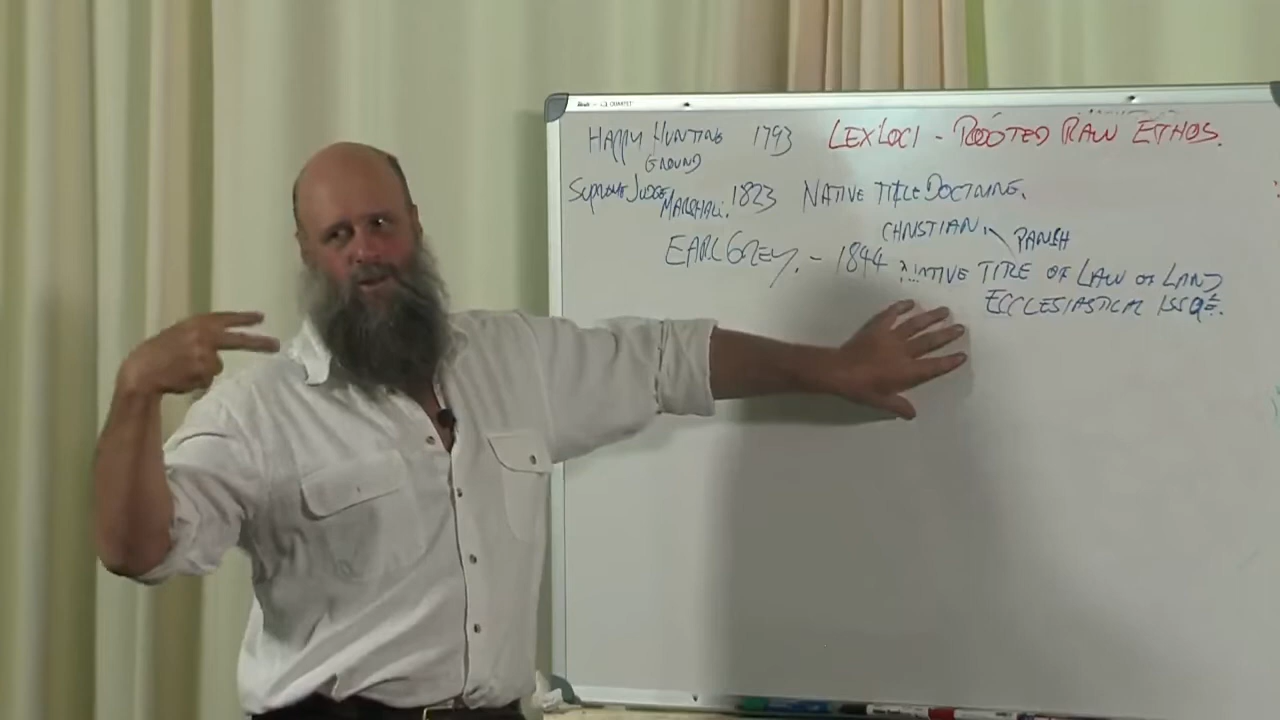 HAPPY HUNTING GROUND 1793 LEX LOCI - ROOTED RAW ETHOS.
SUPREME JUDGE MARSHALL. 1823 NATIVE TITLE DOCTRINE.
CHRISTIAN. PARISH
EARL GREY. - 1844 NATIVE TITLE OF LAW OF LAND
ECCLESIASTICAL ISSUE.